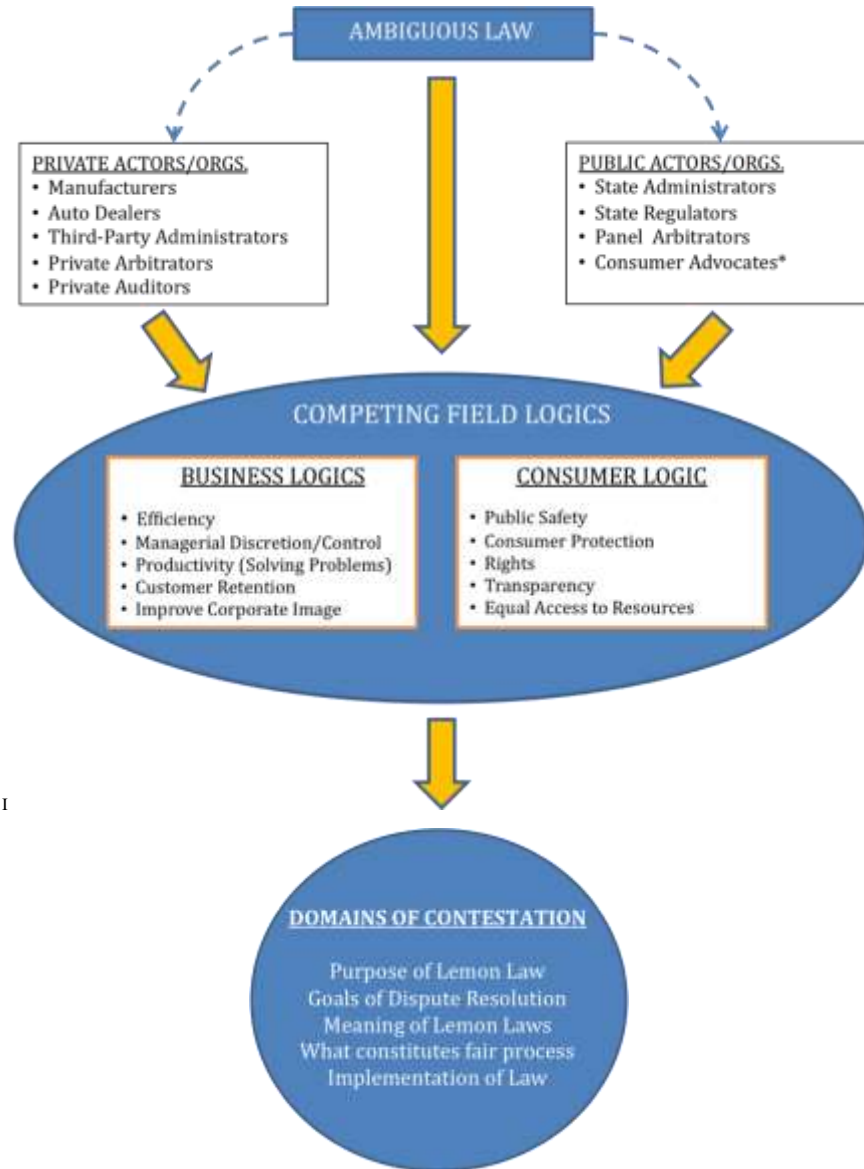 AMBIGUOUS LAW
PRIVATE ACTORS/ORGS.
• Manufacturers
• Auto Dealers
• Third-Party Administrators
• Private Arbitrators
• Private Auditors
PUBLIC ACTORS/ORGS.
• State Administrators
• State Regulators
• Panel Arbitrators
• Consumer Advocates*
COMPETING FIELD LOGICS
BUSINESS LOGICS
• Efficiency
• Managerial Discretion/Control
• Productivity (Solving Problems)
• Customer Retention
• Improve Corporate Image
CONSUMER LOGIC
• Public Safety
• Consumer Protection
• Rights
• Transparency
• Equal Access to Resources
I
DOMAINS OF CONTESTATION
Purpose of Lemon Law
Goals of Dispute Resolution
Meaning of Lemon Laws
What constitutes fair process
Implementation of Law